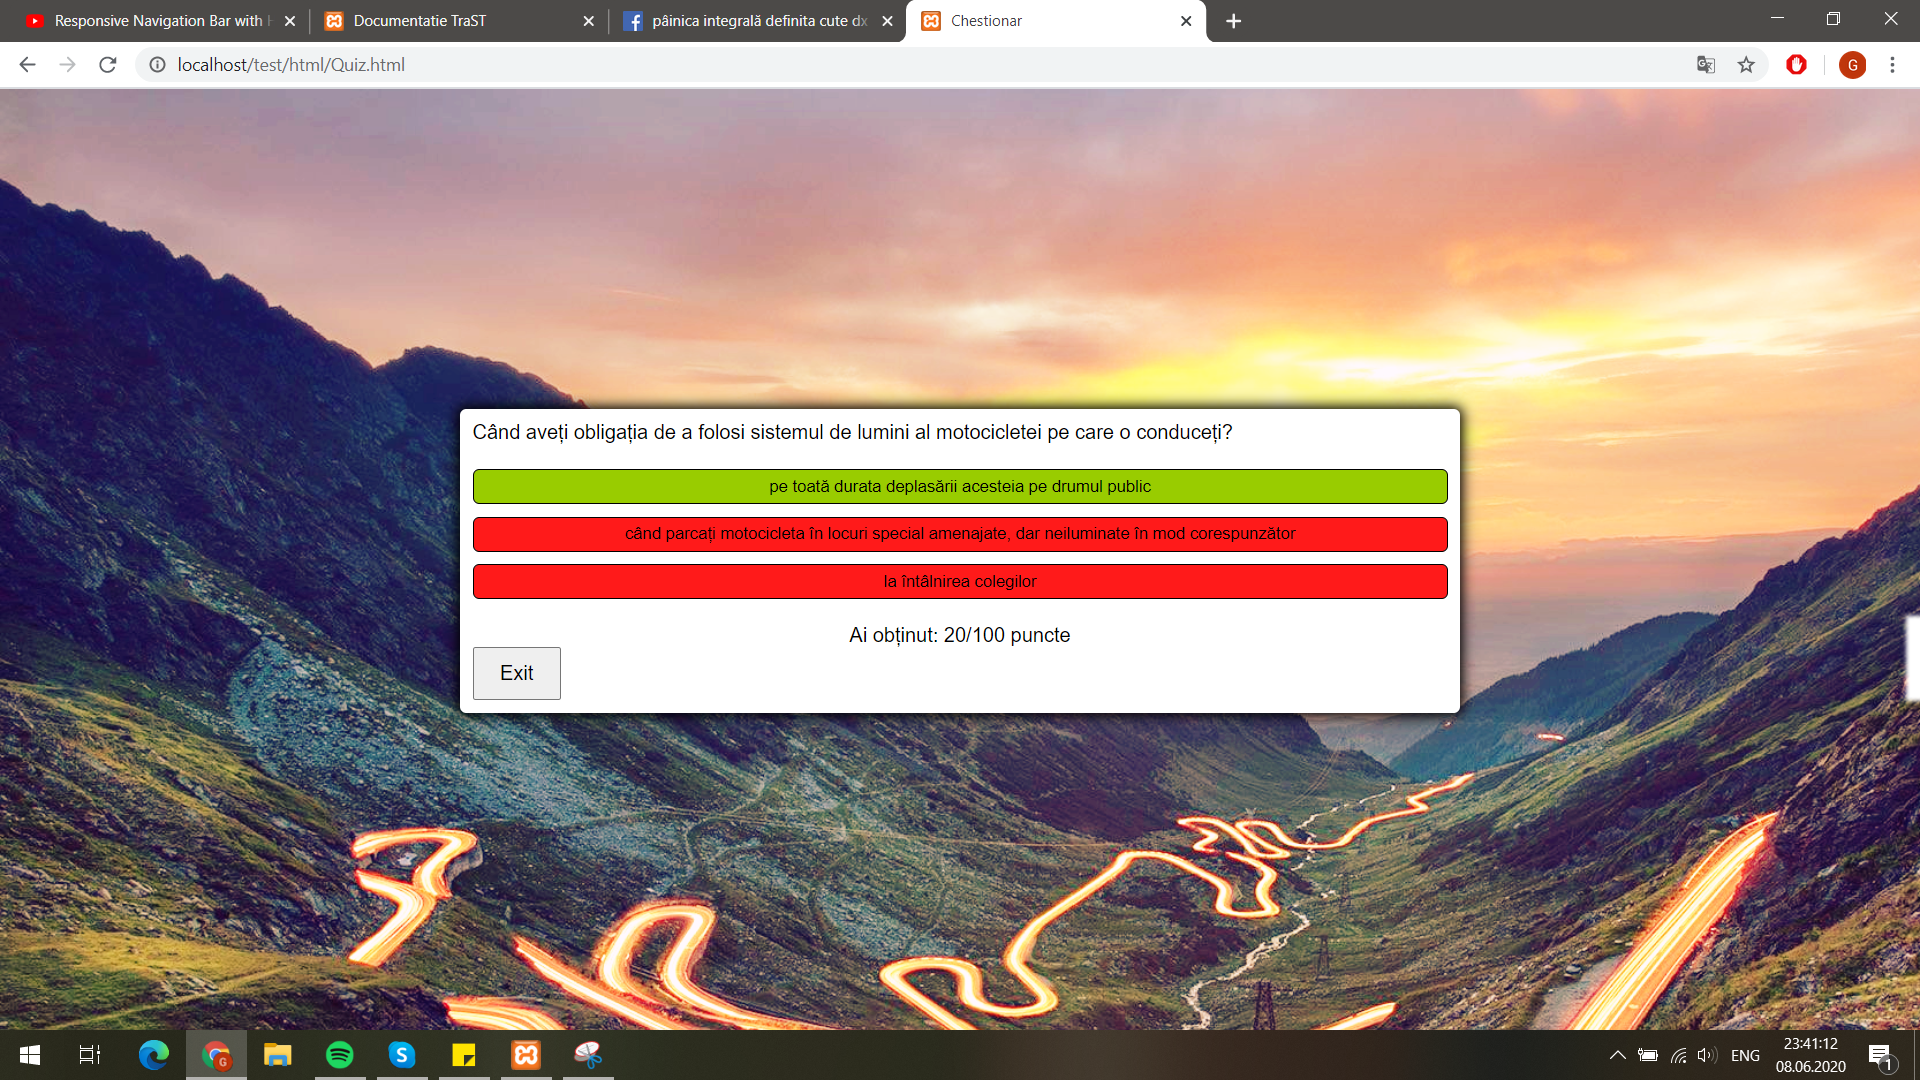 Responsive Navigation Bar with
Documentatie TraST
pâinica integrală definita cute dx
Chestionar
localhost/test/html/Quiz.html
G
Când aveți obligația de a folosi sistemul de lumini al motocicletei pe care o conduceți?
pe toată durata deplasării acesteia pe drumul public
când parcați motocicleta în locuri special amenajate, dar neiluminate în mod corespunzător
la întâlnirea colegilor
Ai obținut: 20/100 puncte
Exit
ENG
23:41:12
08.06.2020
1